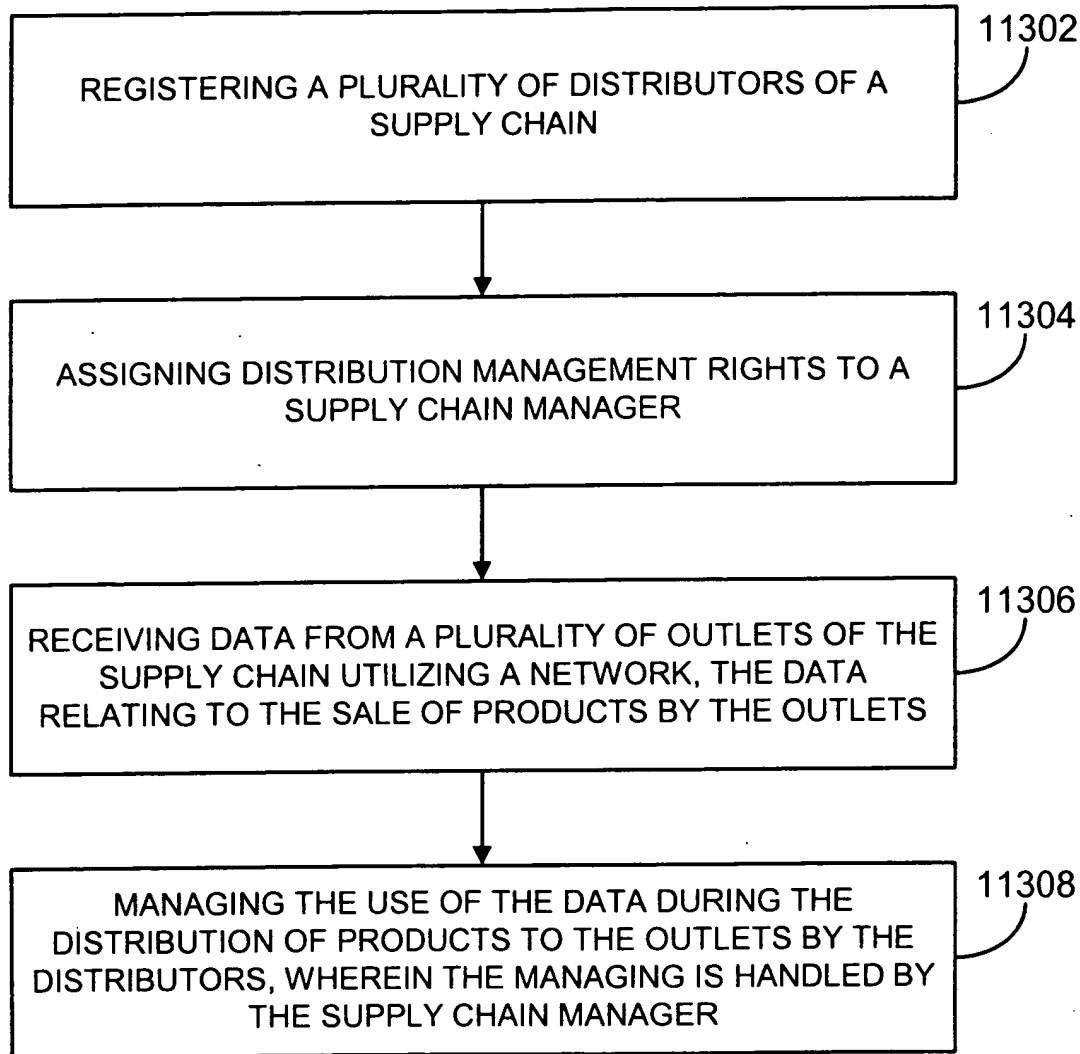 11302
REGISTERING A PLURALITY OF DISTRIBUTORS OF A
SUPPLY CHAIN
11304
ASSIGNING DISTRIBUTION MANAGEMENT RIGHTS TO A
SUPPLY CHAIN MANAGER
11306
RECEIVING DATA FROM A PLURALITY OF OUTLETS OF THE
SUPPLY CHAIN UTILIZING A NETWORK, THE DATA
RELATING TO THE SALE OF PRODUCTS BY THE OUTLETS
11308
MANAGING THE USE OF THE DATA DURING THE
DISTRIBUTION OF PRODUCTS TO THE OUTLETS BY THE
DISTRIBUTORS, WHEREIN THE MANAGING IS HANDLED BY
THE SUPPLY CHAIN MANAGER